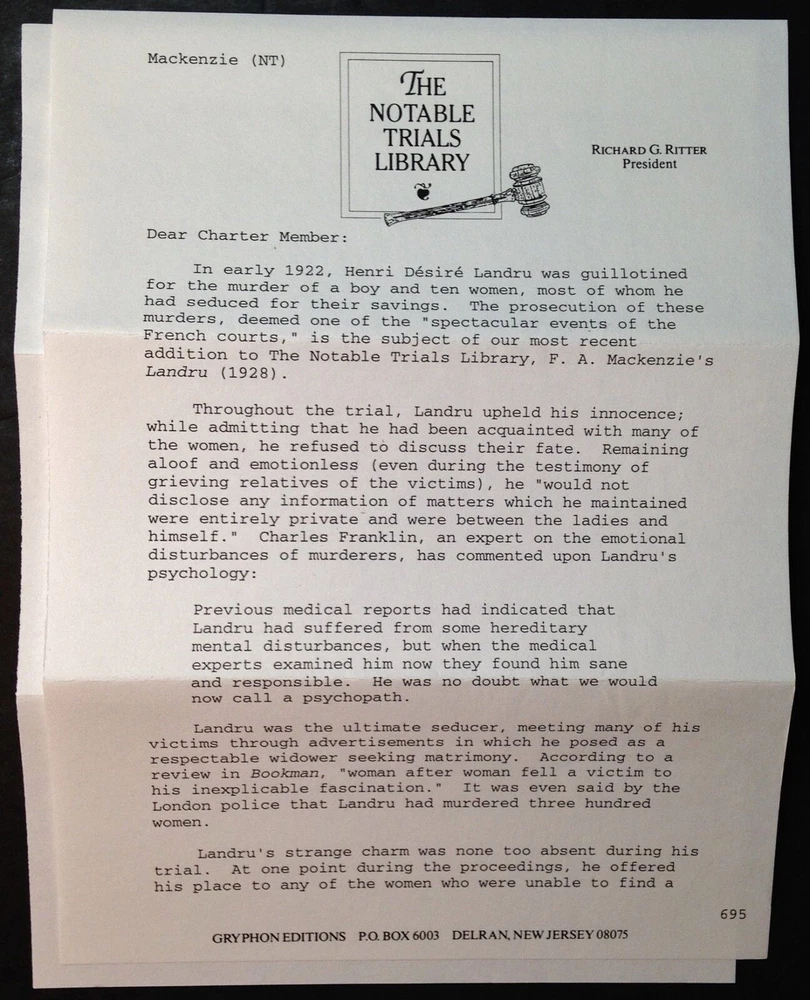 Mackenzie (NT)
THE
NOTABLE
TRIALS
LIBRARY
RICHARD G. RITTER
President
Dear Charter Member:
In early 1922, Henri Désiré Landru was guillotined
for the murder of a boy and ten women, most of whom he
had seduced for their savings. The prosecution of these
murders, deemed one of the "spectacular events of the
French courts," is the subject of our most recent
addition to The Notable Trials Library, F. A. Mackenzie's
Landru (1928).
Throughout the trial, Landru upheld his innocence;
while admitting that he had been acquainted with many of
the women, he refused to discuss their fate. Remaining
aloof and emotionless (even during the testimony of
grieving relatives of the victims), he "would not
disclose any information of matters which he maintained
were entirely private and were between the ladies and
himself." Charles Franklin, an expert on the emotional
disturbances of murderers, has commented upon Landru's
psychology:
Previous medical reports had indicated that
Landru had suffered from some hereditary
mental disturbances, but when the medical
experts examined him now they found him sane
and responsible. He was no doubt what we would
now call a psychopath.
Landru was the ultimate seducer, meeting many of his
victims through advertisements in which he posed as a
respectable widower seeking matrimony. According to a
review in Bookman, "woman after woman fell a victim to
his inexplicable fascination." It was even said by the
London police that Landru had murdered three hundred
women.
Landru's strange charm was none too absent during his
trial. At one point during the proceedings, he offered
his place to any of the women who were unable to find a
695
GRYPHON EDITIONS P.O. BOX 6003 DELRAN, NEW JERSEY 08075